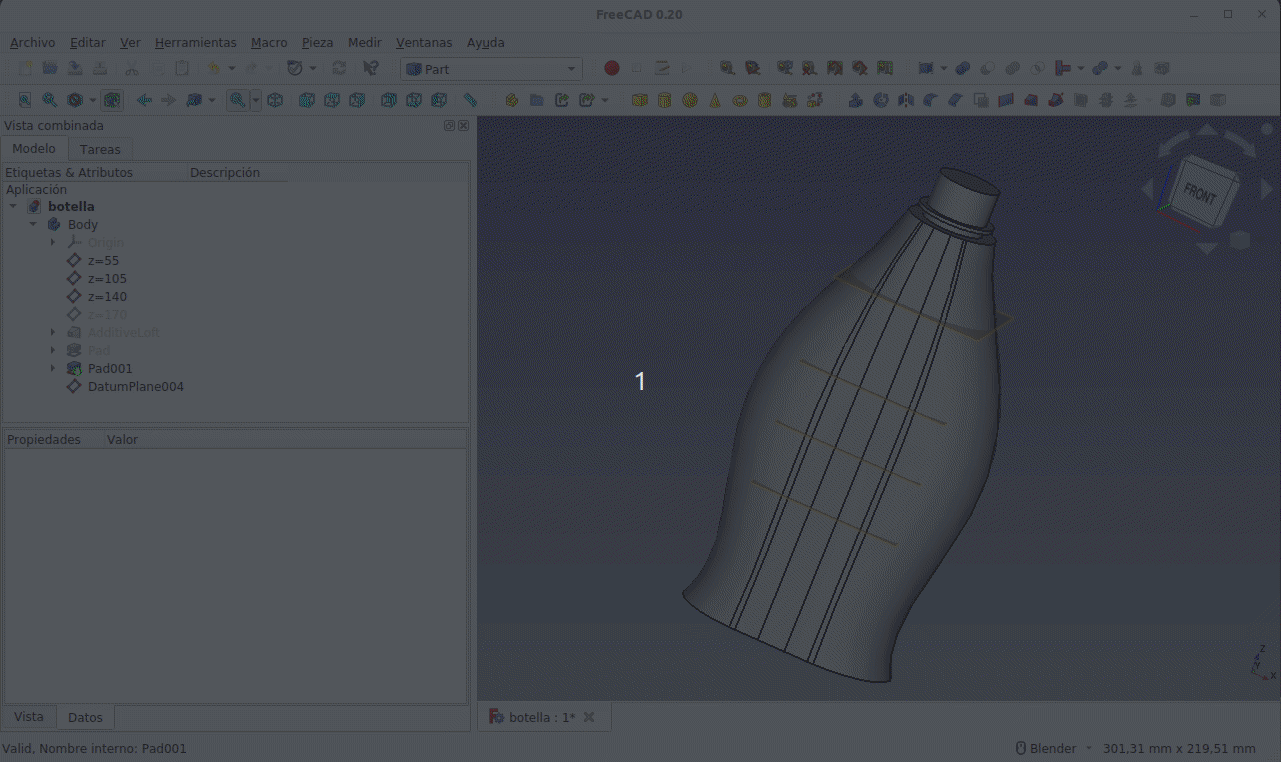 FreeCAD 0.20
Archivo Editar Ver Herramientas Macro Pieza Medir Ventanas Ayuda
Part
Vista combinada
Modelo Tareas
Etiquetas & Atributos Descripción
Aplicación
botella
Body
Origin
z=55
z=105
z=140
z=170
AdditiveLoft
Pad
Pad001
DatumPlane004
1
FRONT
Z
Y
X
Propiedades Valor
Vista Datos
botella : 1*
Valid, Nombre interno: Pad001
Blender 301,31 mm x 219,51 mm